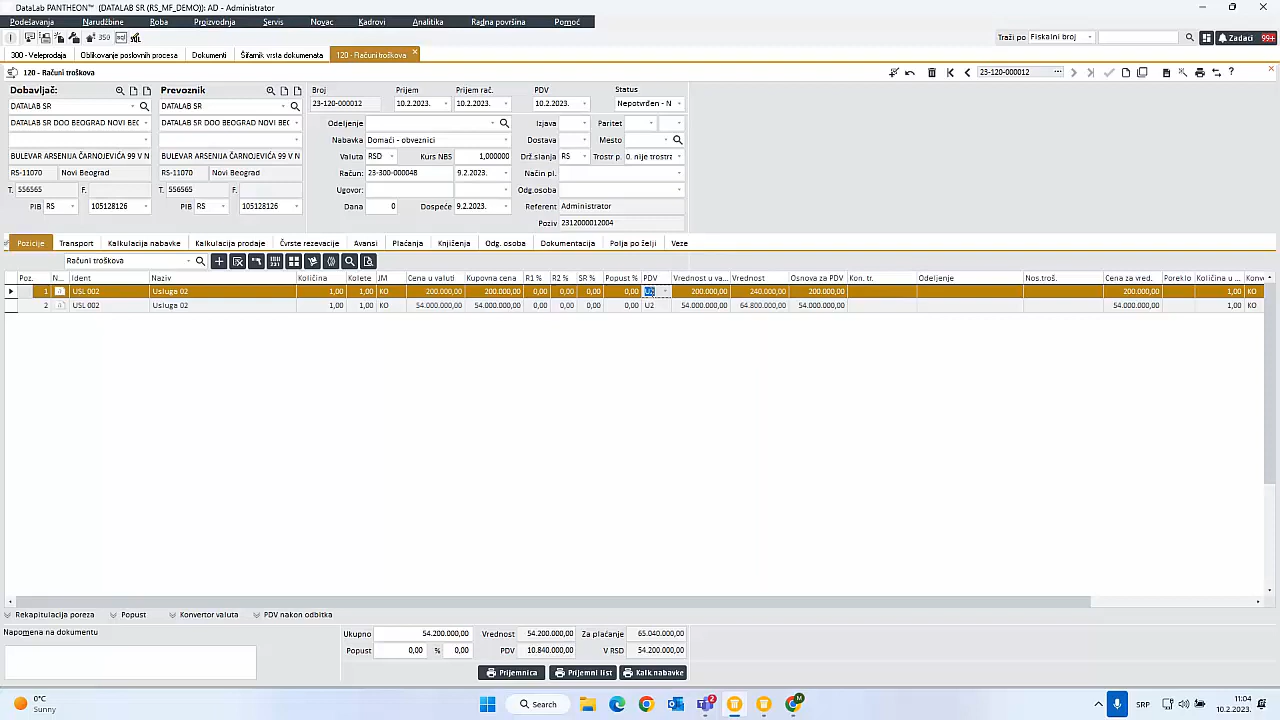 DataLab PANTHEON™ (DATALAB SR (RS_MF_DEMO)); AD - Administrator
Podešavanja Narudžbine Roba Proizvodnja Servis Novac Kadrovi Analitika Radna površina Pomoć
350 Traži po Fiskalni broj Zadaci 99+
300 - Veleprodaja Oblikovanje poslovnih procesa Dokumenti Šifarnik vrsta dokumenata 120 - Računi troškova
120 - Računi troškova 23-120-000012
Dobavljač: Prevoznik Broj Prijem Prijem rač. PDV Status
DATALAB SR DATALAB SR 23-120-000012 10.2.2023. 10.2.2023. 10.2.2023. Nepotvrđen - N
DATALAB SR DOO BEOGRAD NOVI BEC DATALAB SR DOO BEOGRAD NOVI BEC Odeljenje Izjava Paritet
Nabavka Domaći - obveznici Dostava Mesto
BULEVAR ARSENIJA ČARNOJEVIĆA 99 V N BULEVAR ARSENIJA ČARNOJEVIĆA 99 V N Valuta RSD Kurs NBS 1,000000 Drž.slanja RS Trostr p. 0. nije trostra
RS-11070 Novi Beograd RS-11070 Novi Beograd Račun: 23-300-000048 9.2.2023. Način pl.
T. 556565 F. T. 556565 F. Ugovor: Odg.osoba
PIB RS 105128126 PIB RS 105128126 Dana 0 Dospeće 9.2.2023. Referent Administrator
Poziv 2312000012004
Pozicije Transport Kalkulacija nabavke Kalkulacija prodaje Čvrste rezevacije Avansi Plaćanja Knjiženja Odg. osoba Dokumentacija Polja po želji Veze
Računi troškova
Poz. N... Ident Naziv Količina Kolete JM Cena u valuti Kupovna cena R1 % R2 % SR % Popust % PDV Vrednost u va... Vrednost Osnova za PDV Kon. tr. Odeljenje Nos.troš. Cena za vred. Poreklo Količina u ... Konv
1 USL 002 Usluga 02 1,00 1,00 KO 200.000,00 200.000,00 0,00 0,00 0,00 0,00 U2 200.000,00 240.000,00 200.000,00 200.000,00 1,00 KO
2 USL 002 Usluga 02 1,00 1,00 KO 54.000.000,00 54.000.000,00 0,00 0,00 0,00 0,00 U2 54.000.000,00 64.800.000,00 54.000.000,00 54.000.000,00 1,00 KO
Rekapitulacija poreza Popust Konvertor valuta PDV nakon odbitka
Napomena na dokumentu Ukupno 54.200.000,00 Vrednost 54.200.000,00 Za plaćanje 65.040.000,00
Popust 0,00 % 0,00 PDV 10.840.000,00 V RSD 54.200.000,00
Prijemnica Prijemni list Kalk.nabavke
0°C
Sunny
Search
SRP
11:04
10.2.2023.